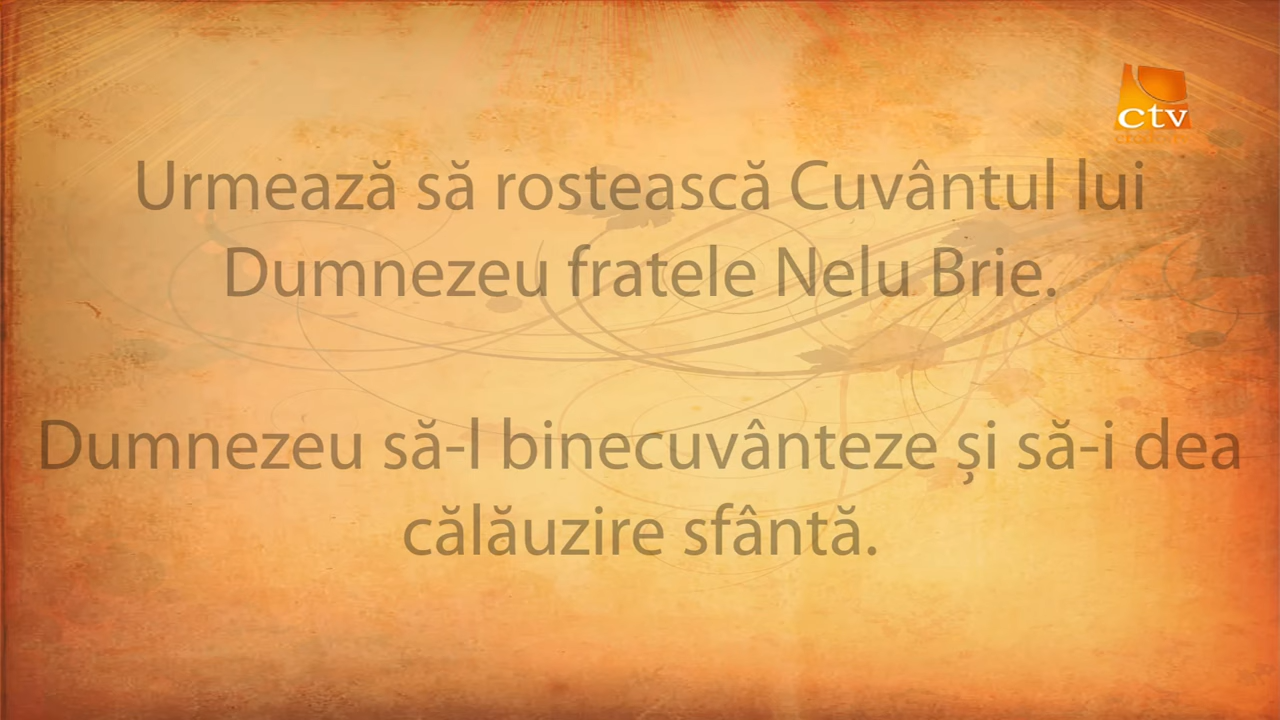 ctv
Urmează să rostească Cuvântul lui
Dumnezeu fratele Nelu Brie.
Dumnezeu să-l binecuvânteze și să-i dea
călăuzire sfântă.